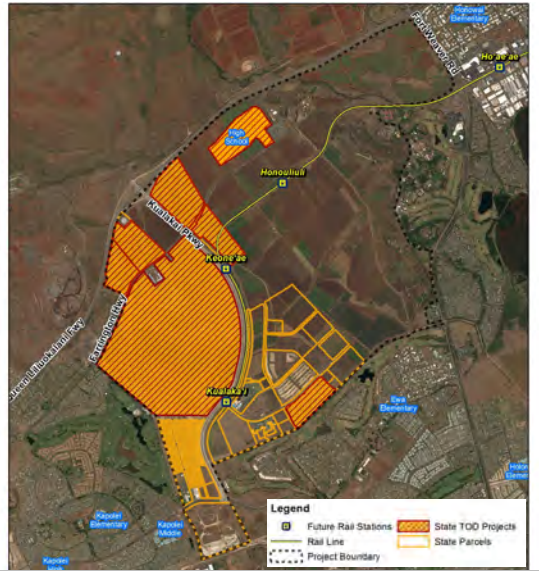 Honowai
Elementary
Fort Weaver Rd
Ho'ae'ae
High
School
Honouliuli
Kualakai Pkwy
Keone'ae
Farrington Hwy
Queen Liliuokalani Fwy
Kualaka'i
Ewa
Elementary
Kapolei
Elementary
Kapolei
Middle
Kapolei
High
Legend
Future Rail Stations
State TOD Projects
Rail Line
State Parcels
Project Boundary